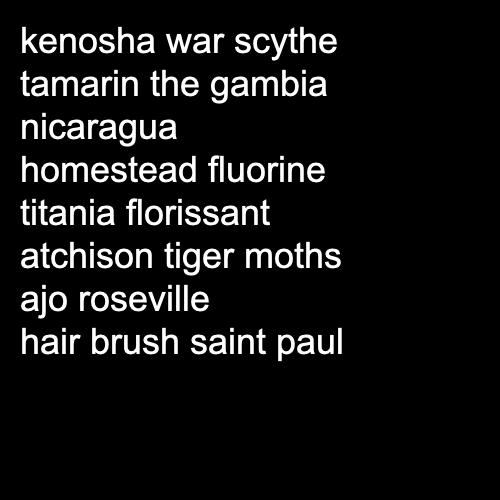 kenosha war scythe
tamarin the gambia
nicaragua
homestead fluorine
titania florissant
atchison tiger moths
ajo roseville
hair brush saint paul